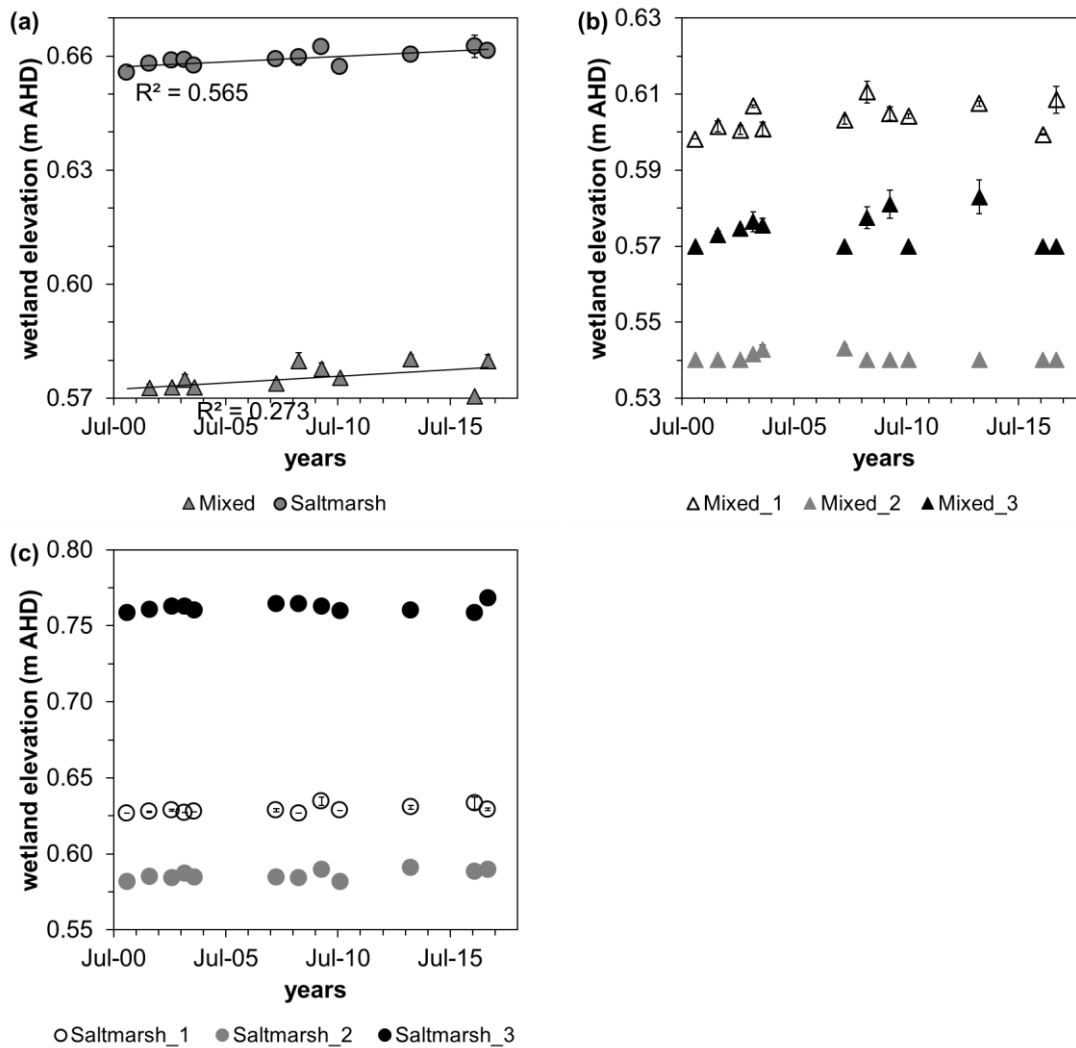 (a)
wetland elevation (m AHD)
0.66
0.63
0.60
0.57
R² = 0.565
R² = 0.273
Jul-00 Jul-05 Jul-10 Jul-15
years
Mixed Saltmarsh
(b)
wetland elevation (m AHD)
0.63
0.61
0.59
0.57
0.55
0.53
Jul-00 Jul-05 Jul-10 Jul-15
years
Mixed_1 Mixed_2 Mixed_3
(c)
wetland elevation (m AHD)
0.80
0.75
0.70
0.65
0.60
0.55
Jul-00 Jul-05 Jul-10 Jul-15
years
Saltmarsh_1 Saltmarsh_2 Saltmarsh_3